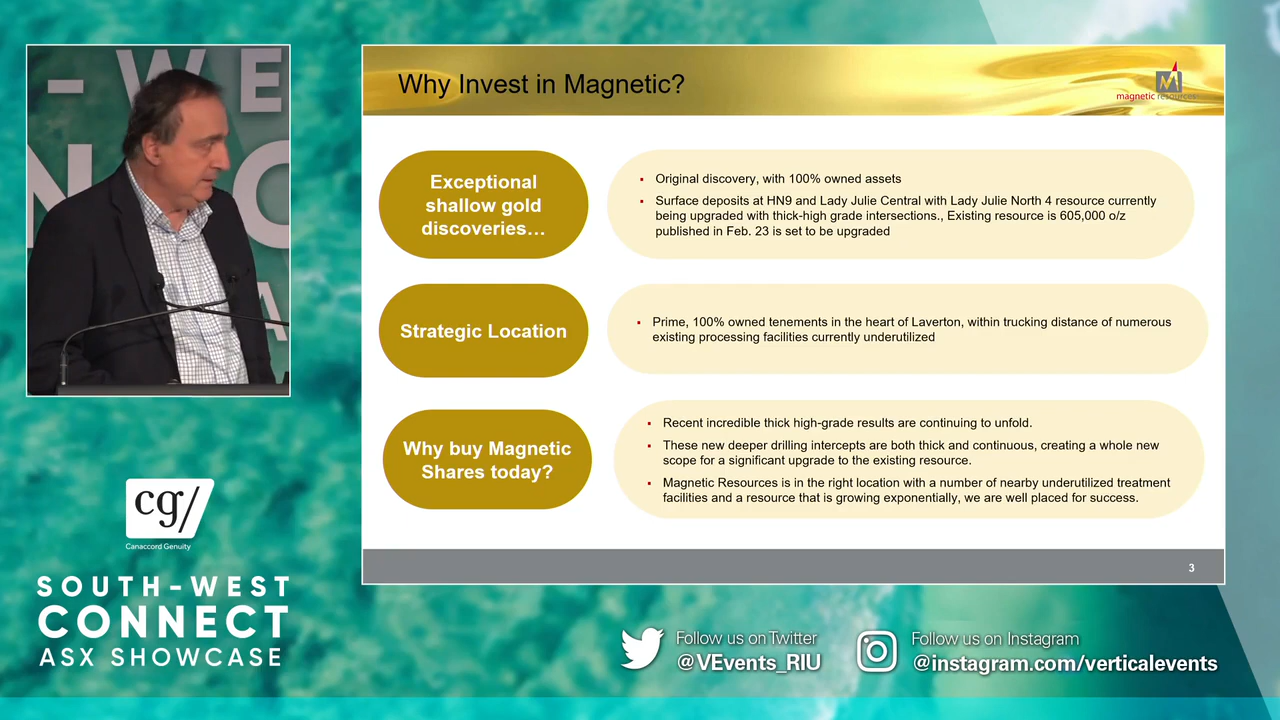 - W E
N
C
A
Why Invest in Magnetic?
M
magnetic resources
Exceptional
shallow gold
discoveries…
▪ Original discovery, with 100% owned assets
▪ Surface deposits at HN9 and Lady Julie Central with Lady Julie North 4 resource currently
being upgraded with thick-high grade intersections., Existing resource is 605,000 o/z
published in Feb. 23 is set to be upgraded
Strategic Location
▪ Prime, 100% owned tenements in the heart of Laverton, within trucking distance of numerous
existing processing facilities currently underutilized
Why buy Magnetic
Shares today?
▪ Recent incredible thick high-grade results are continuing to unfold.
▪ These new deeper drilling intercepts are both thick and continuous, creating a whole new
scope for a significant upgrade to the existing resource.
▪ Magnetic Resources is in the right location with a number of nearby underutilized treatment
facilities and a resource that is growing exponentially, we are well placed for success.
3
cg/
Canaccord Genuity
SOUTH-WEST
CONNECT
ASX SHOWCASE
Follow us on Twitter
@VEvents_RIU
Follow us on Instagram
@instagram.com/verticalevents